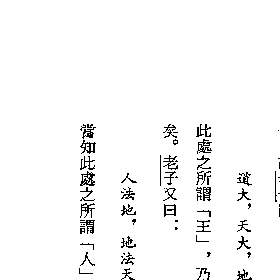 道大，天大，地
此處之所謂「王」，乃
矣。老子又曰：
人法地，地法天
當知此處之所謂「人」